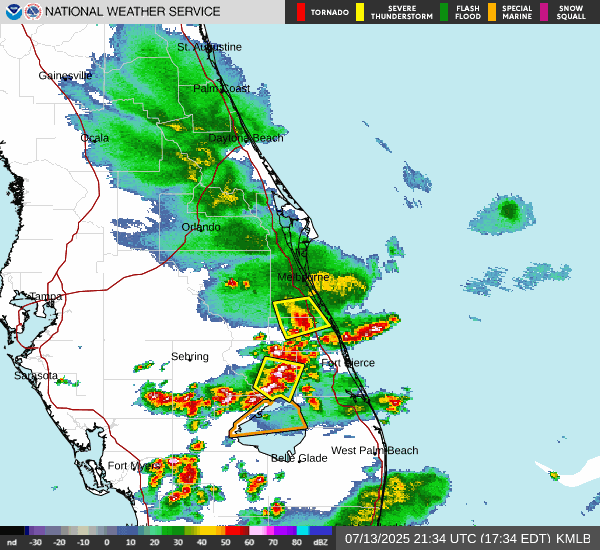 NATIONAL WEATHER SERVICE
TORNADO
SEVERE THUNDERSTORM
FLASH FLOOD
SPECIAL MARINE
SNOW SQUALL
St. Augustine
Gainesville
Palm Coast
Ocala
Daytona Beach
Orlando
Melbourne
Tampa
Sebring
Fort Pierce
Sarasota
West Palm Beach
Belle Glade
Fort Myers
nd -30 -20 -10 0 10 20 30 40 50 60 70 80 dBZ
07/13/2025 21:34 UTC (17:34 EDT) KMLB